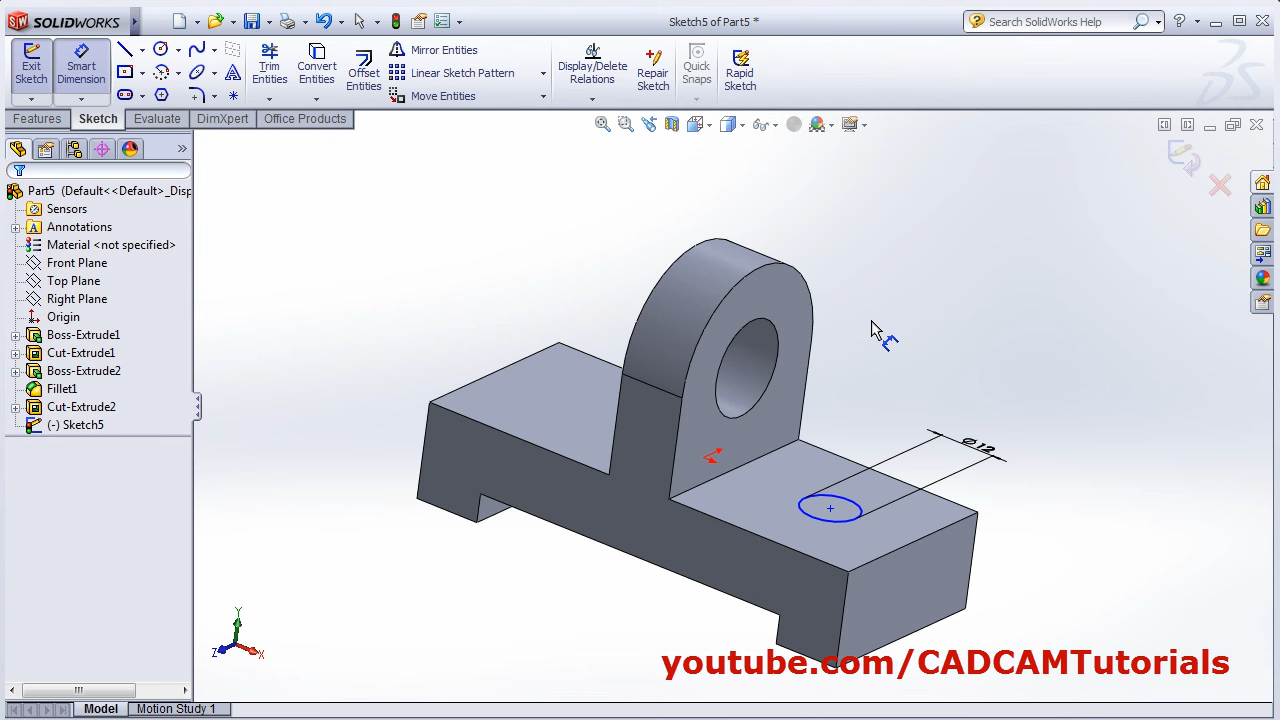 SOLIDWORKS
Sketch5 of Part5 *
Search SolidWorks Help
Exit Sketch
Smart Dimension
Trim Entities
Convert Entities
Offset Entities
Mirror Entities
Linear Sketch Pattern
Move Entities
Display/Delete Relations
Repair Sketch
Quick Snaps
Rapid Sketch
Features
Sketch
Evaluate
DimXpert
Office Products
Part5 (Default<<Default>_Disp
Sensors
Annotations
Material <not specified>
Front Plane
Top Plane
Right Plane
Origin
Boss-Extrude1
Cut-Extrude1
Boss-Extrude2
Fillet1
Cut-Extrude2
(-) Sketch5
⌀12
Y
Z
X
youtube.com/CADCAMTutorials
Model
Motion Study 1